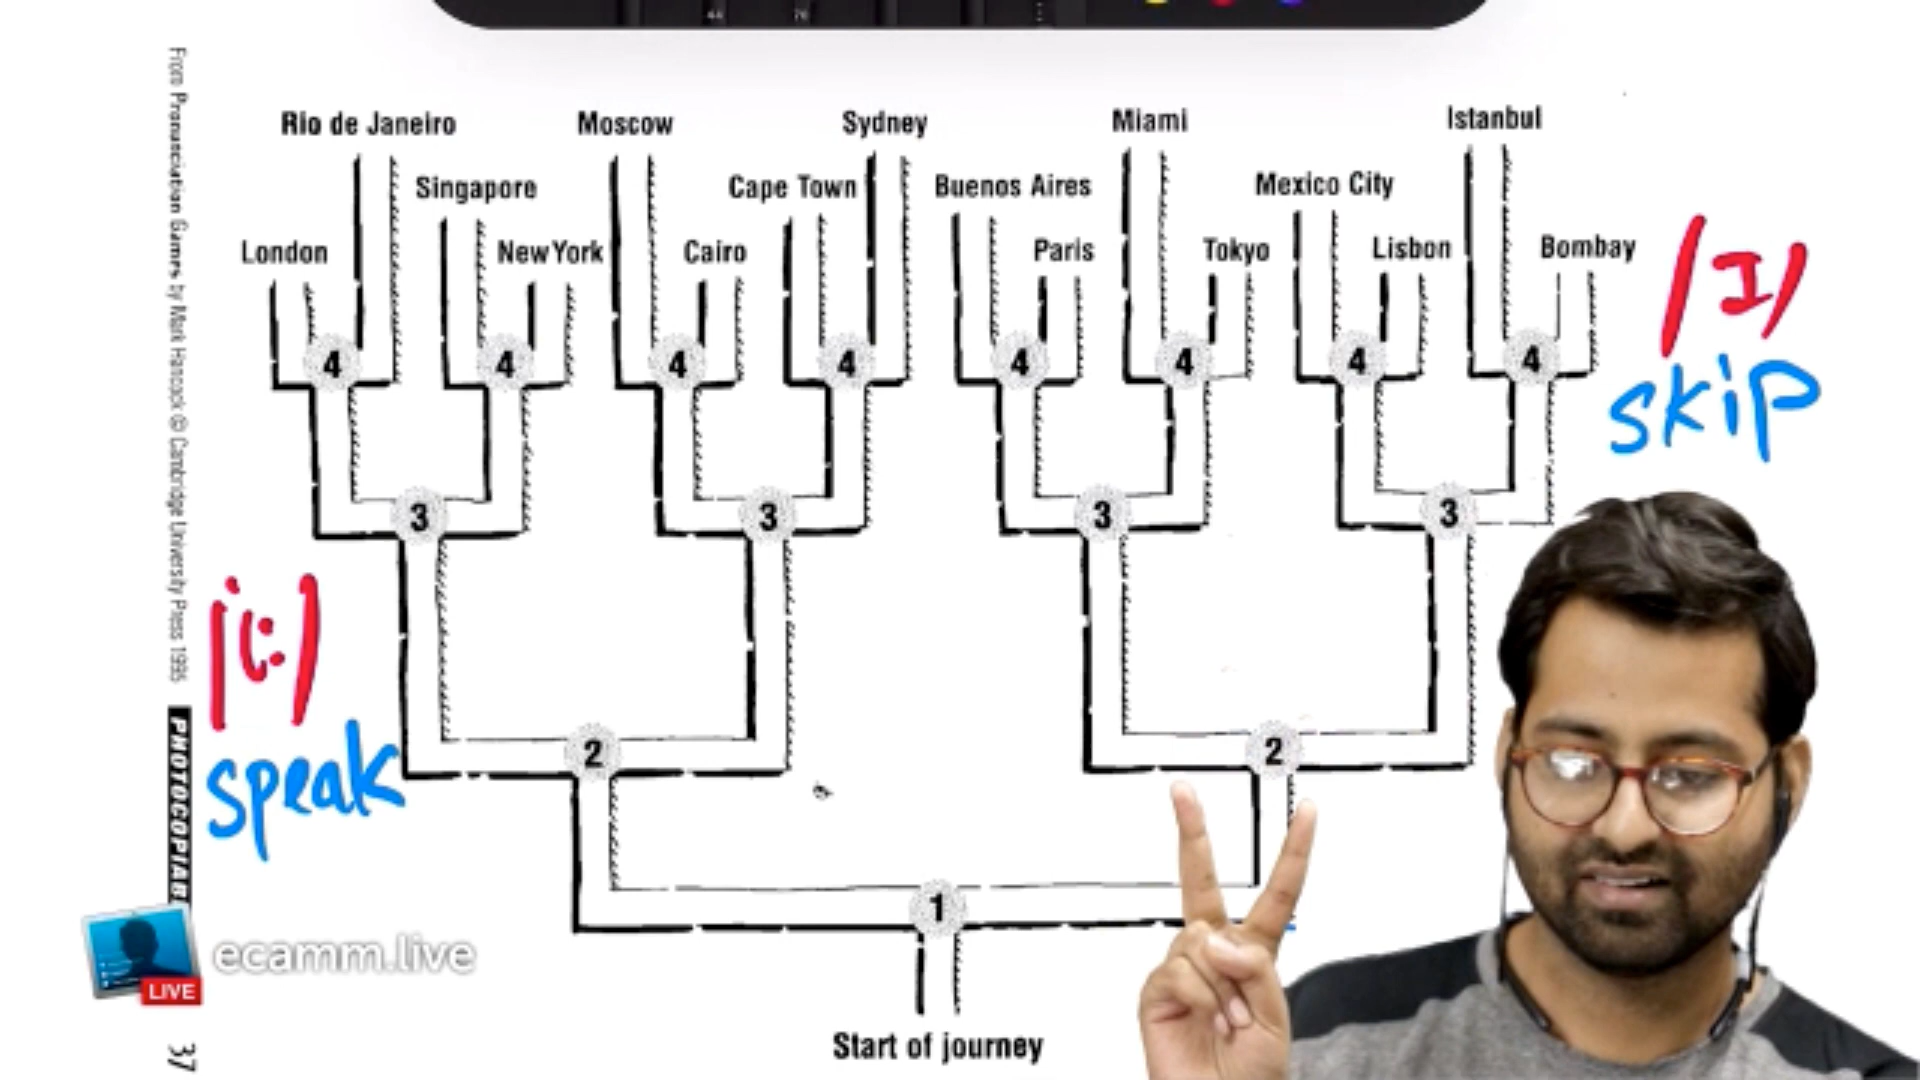 From Pronunciation Games by Mark Hancock © Cambridge University Press 1995
PHOTOCOPIAB
37
Rio de Janeiro
Moscow
Sydney
Miami
Istanbul
Singapore
Cape Town
Buenos Aires
Mexico City
London
New York
Cairo
Paris
Tokyo
Lisbon
Bombay
/I/
skip
4
4
4
4
4
4
4
4
3
3
3
3
/i:/
speak
2
2
1
Start of journey
ecamm.live
LIVE